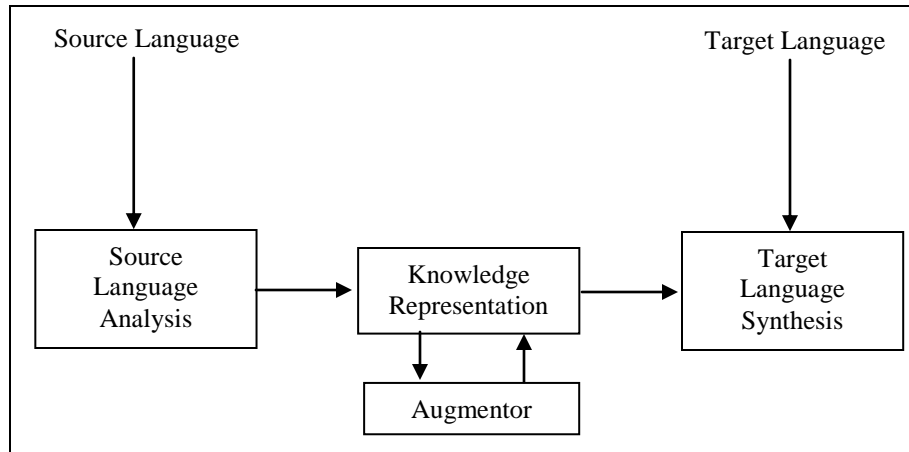 Source Language
Target Language
Source
Language
Analysis
Knowledge
Representation
Target
Language
Synthesis
Augmentor